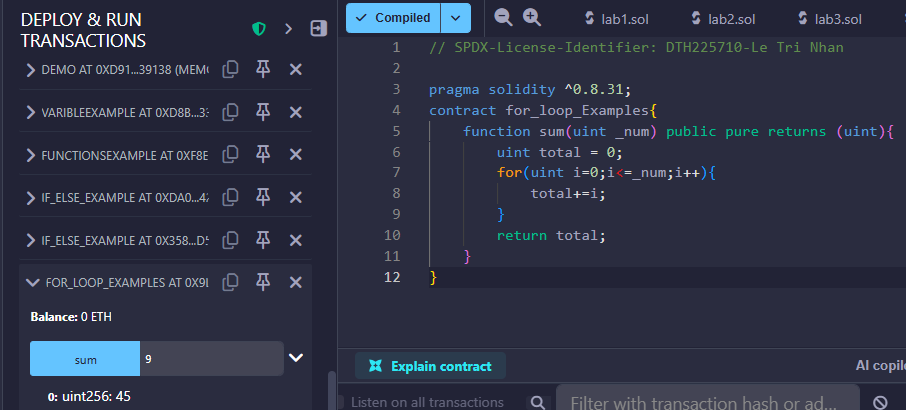 DEPLOY & RUN
TRANSACTIONS
DEMO AT 0XD91...39138 (MEMO
VARIBLEEXAMPLE AT 0XD8B...33
FUNCTIONSEXAMPLE AT 0XF8E
IF_ELSE_EXAMPLE AT 0XDA0...4
IF_ELSE_EXAMPLE AT 0X358...D5
FOR_LOOP_EXAMPLES AT 0X9
Balance: 0 ETH
sum 9
0: uint256: 45
Compiled
lab1.sol lab2.sol lab3.sol
1 // SPDX-License-Identifier: DTH225710-Le Tri Nhan
2
3 pragma solidity ^0.8.31;
4 contract for_loop_Examples{
5 function sum(uint _num) public pure returns (uint){
6 uint total = 0;
7 for(uint i=0;i<=_num;i++){
8 total+=i;
9 }
10 return total;
11 }
12 }
Explain contract
AI copil
Listen on all transactions
Filter with transaction hash or ad...